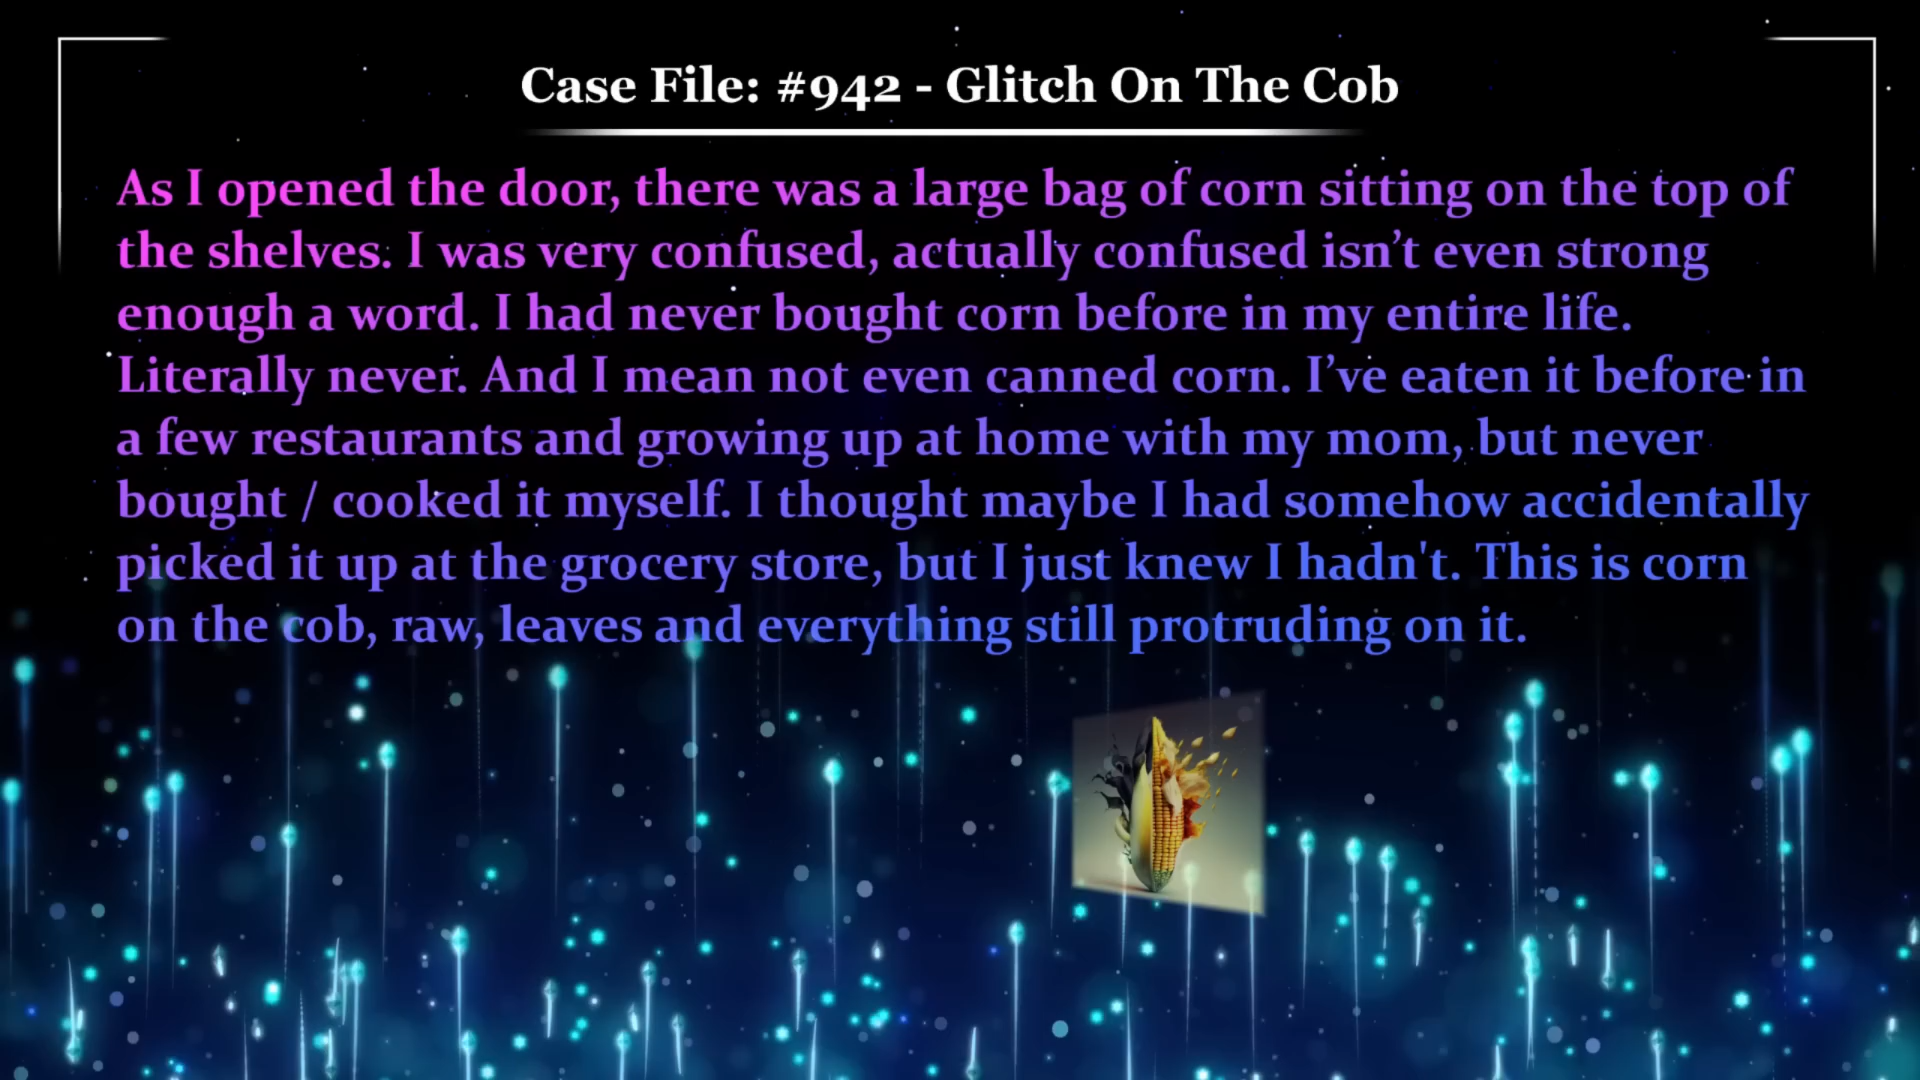 Case File: #942 - Glitch On The Cob
As I opened the door, there was a large bag of corn sitting on the top of
the shelves. I was very confused, actually confused isn’t even strong
enough a word. I had never bought corn before in my entire life.
Literally never. And I mean not even canned corn. I’ve eaten it before in
a few restaurants and growing up at home with my mom, but never
bought / cooked it myself. I thought maybe I had somehow accidentally
picked it up at the grocery store, but I just knew I hadn't. This is corn
on the cob, raw, leaves and everything still protruding on it.